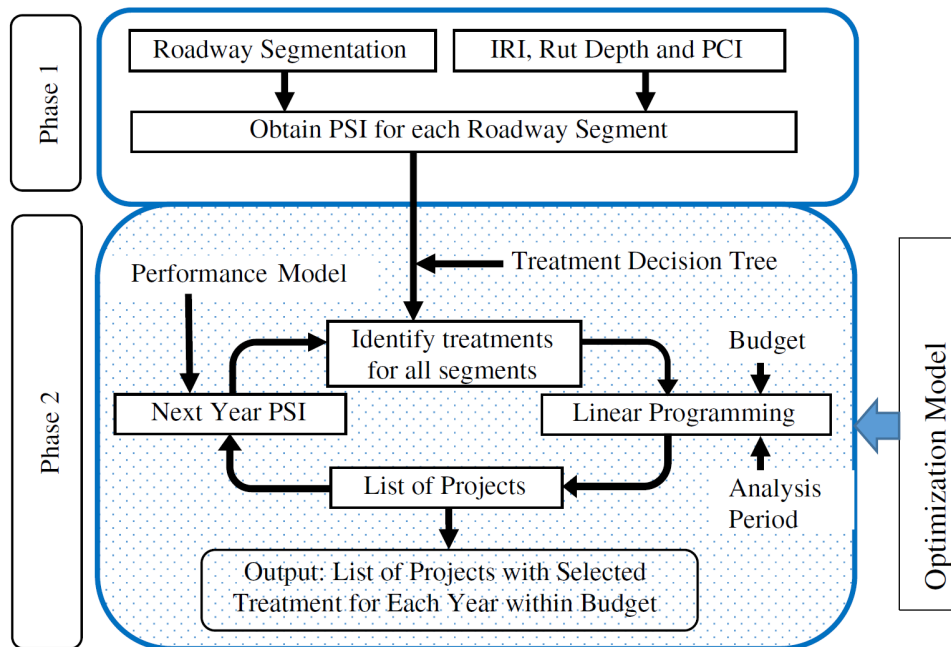 Phase 1
Roadway Segmentation
IRI, Rut Depth and PCI
Obtain PSI for each Roadway Segment
Phase 2
Treatment Decision Tree
Performance Model
Identify treatments
for all segments
Budget
Next Year PSI
Linear Programming
List of Projects
Analysis
Period
Output: List of Projects with Selected
Treatment for Each Year within Budget
Optimization Model